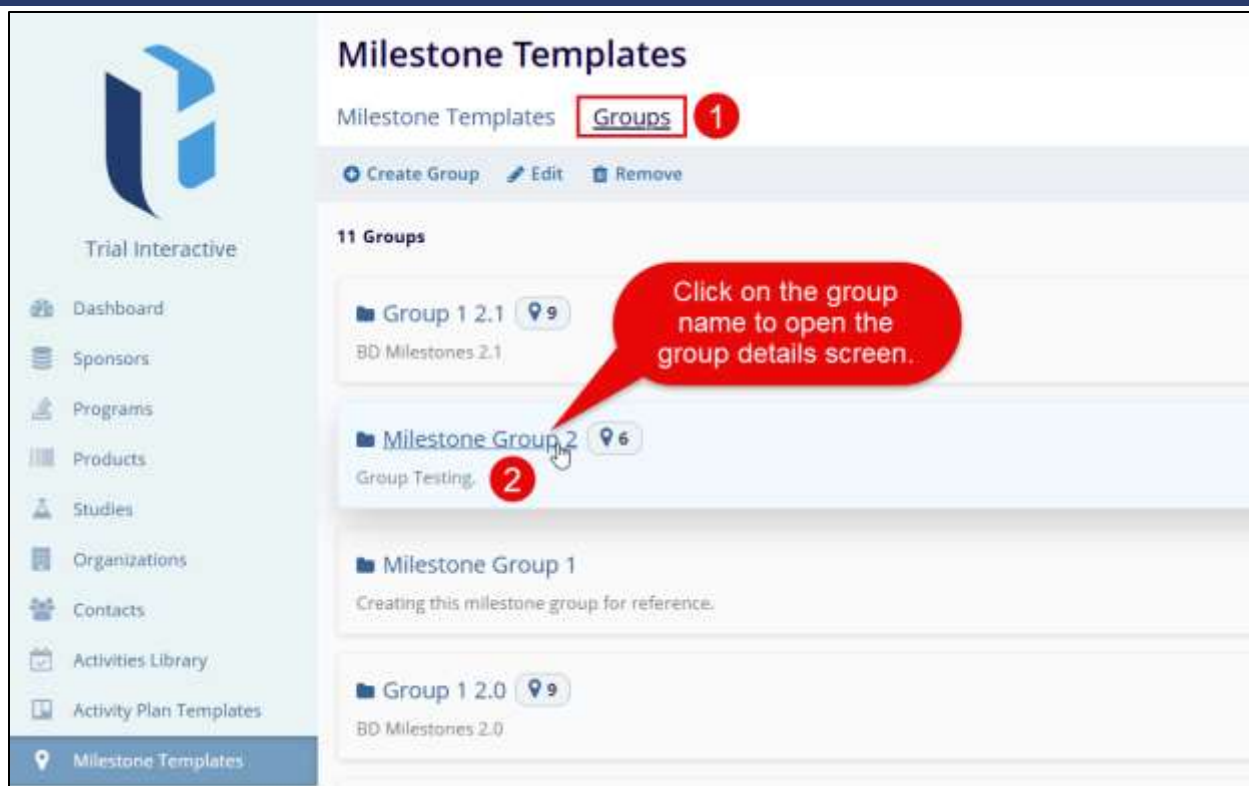 Milestone Templates
Milestone Templates Groups 1
Create Group Edit Remove
11 Groups
Group 1 2.1 9
BD Milestones 2.1
Click on the group
name to open the
group details screen.
Milestone Group 2 6
Group Testing. 2
Milestone Group 1
Creating this milestone group for reference.
Group 1 2.0 9
BD Milestones 2.0
Trial Interactive
Dashboard
Sponsors
Programs
Products
Studies
Organizations
Contacts
Activities Library
Activity Plan Templates
Milestone Templates